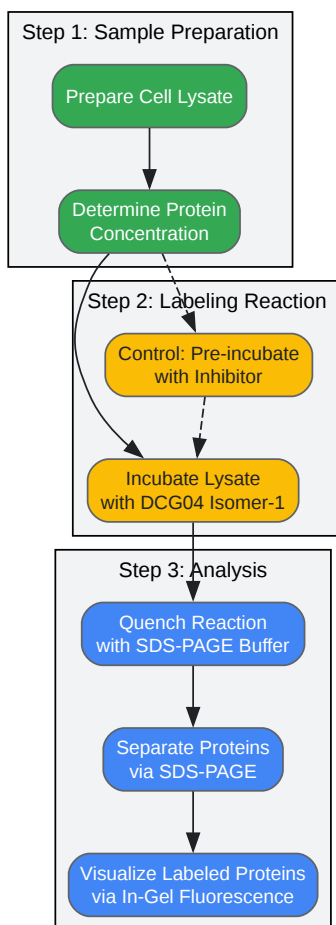 Step 1: Sample Preparation
Prepare Cell Lysate
Determine Protein
Concentration
Step 2: Labeling Reaction
Control: Pre-incubate
with Inhibitor
Incubate Lysate
with DCG04 Isomer-1
Step 3: Analysis
Quench Reaction
with SDS-PAGE Buffer
Separate Proteins
via SDS-PAGE
Visualize Labeled Proteins
via In-Gel Fluorescence